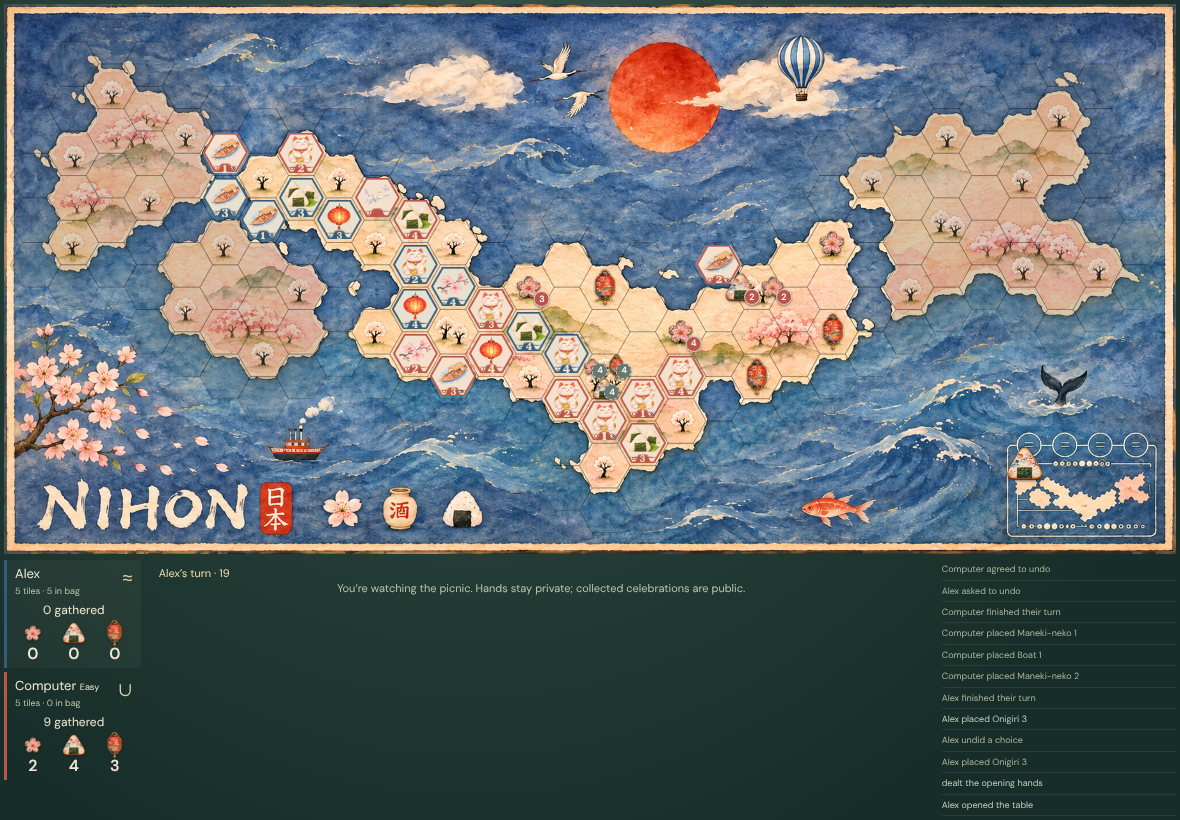 NIHON
日本
酒
Alex
5 tiles · 5 in bag
0 gathered
0 0 0
Computer Easy
5 tiles · 0 in bag
9 gathered
2 4 3
Alex's turn · 19
You're watching the picnic. Hands stay private; collected celebrations are public.
Computer agreed to undo
Alex asked to undo
Computer finished their turn
Computer placed Maneki-neko 1
Computer placed Boat 1
Computer placed Maneki-neko 2
Alex finished their turn
Alex placed Onigiri 3
Alex undid a choice
Alex placed Onigiri 3
dealt the opening hands
Alex opened the table